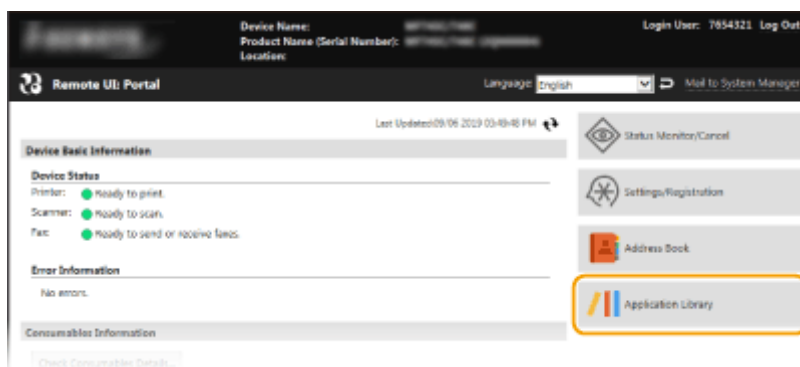 Device Name:
Login User: 7654321 Log Out
Product Name (Serial Number):
Location:
Remote UI: Portal
Language: English
Mail to System Manager
Last Updated:09/06 2019 03:49:48 PM
Device Basic Information
Device Status
Printer: Ready to print.
Scanner: Ready to scan.
Fax: Ready to send or receive faxes.
Error Information
No errors.
Consumables Information
Check Consumables Details...
Status Monitor/Cancel
Settings/Registration
Address Book
Application Library